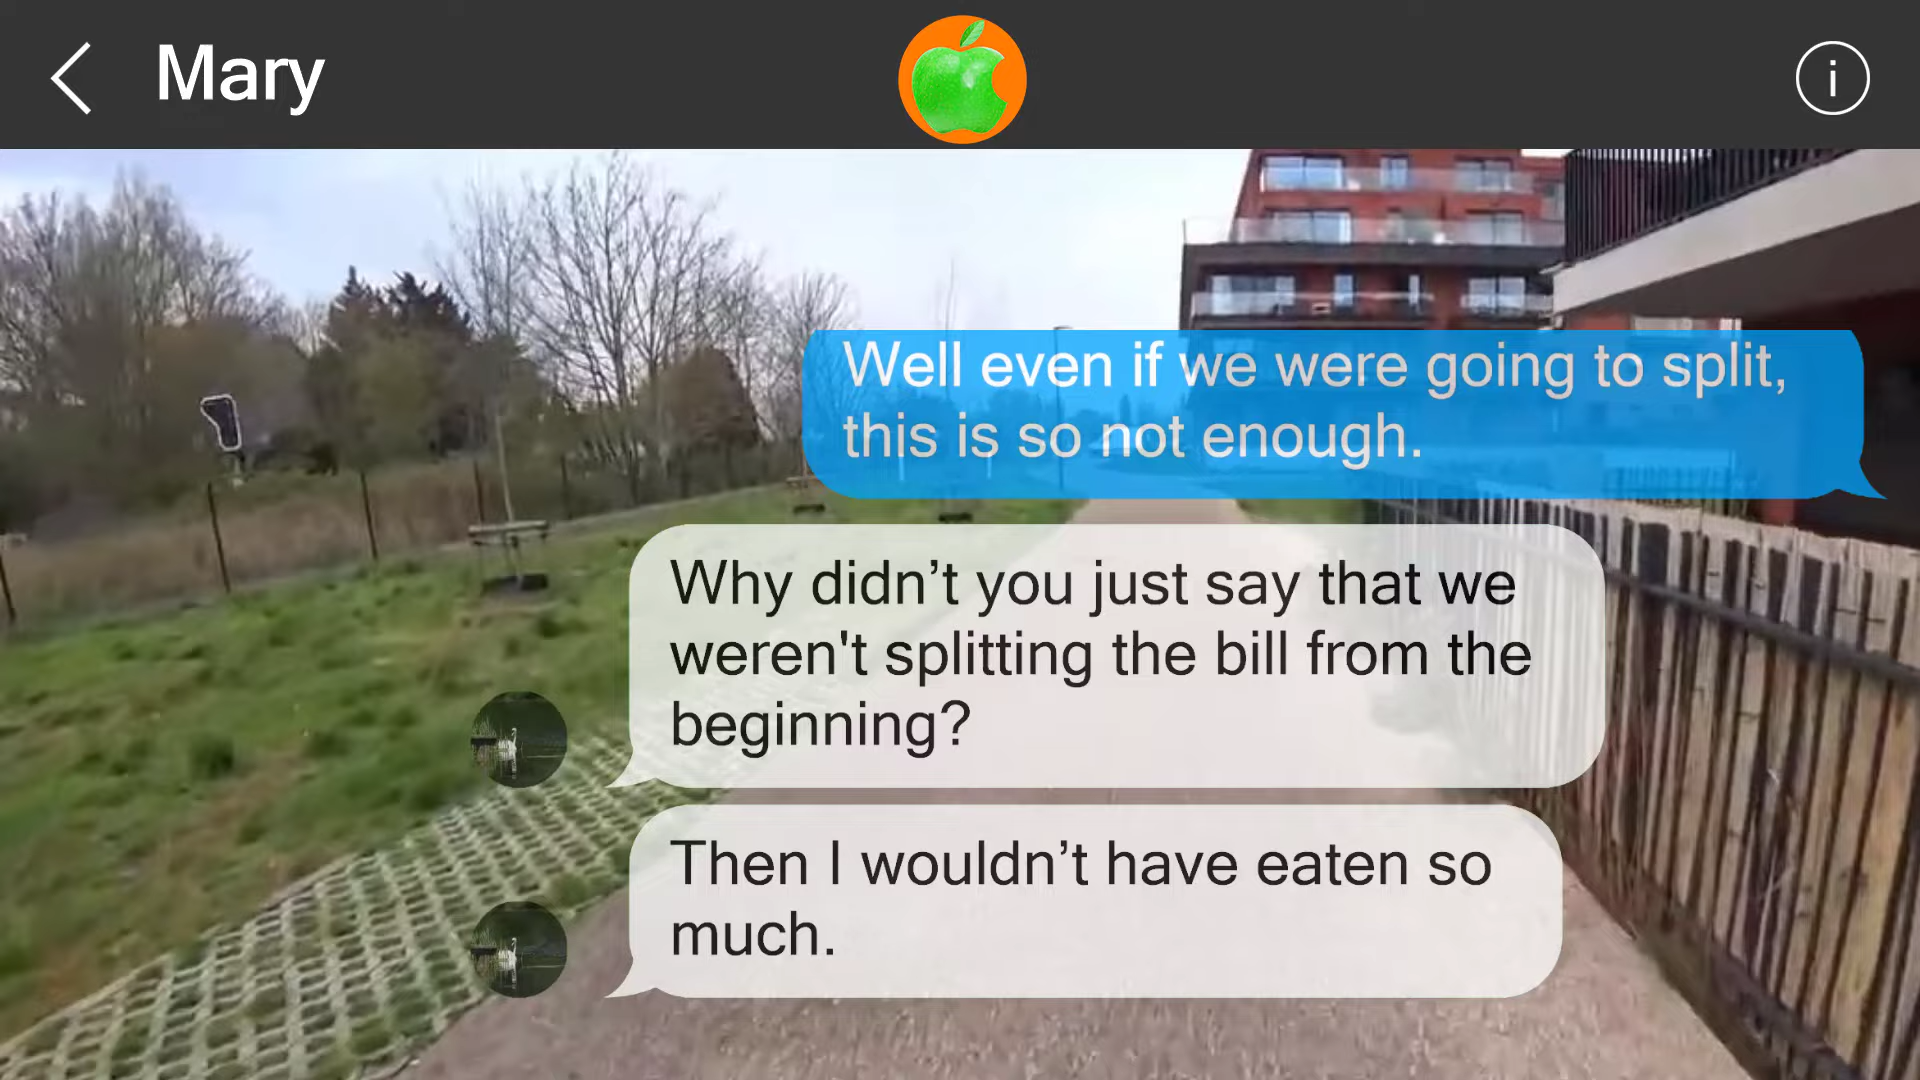 Mary
i
Well even if we were going to split,
this is so not enough.
Why didn’t you just say that we
weren't splitting the bill from the
beginning?
Then I wouldn’t have eaten so
much.